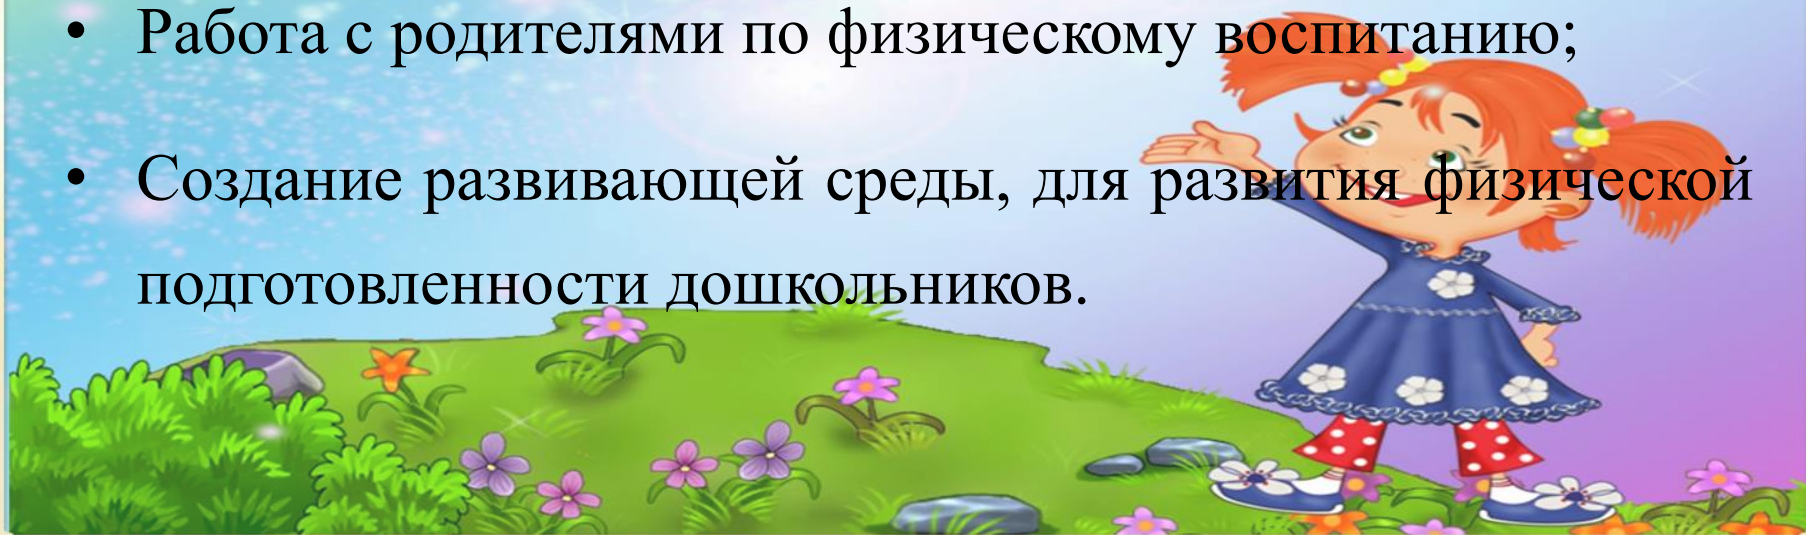 • Работа с родителями по физическому воспитанию;
• Создание развивающей среды, для развития физической
подготовленности дошкольников.